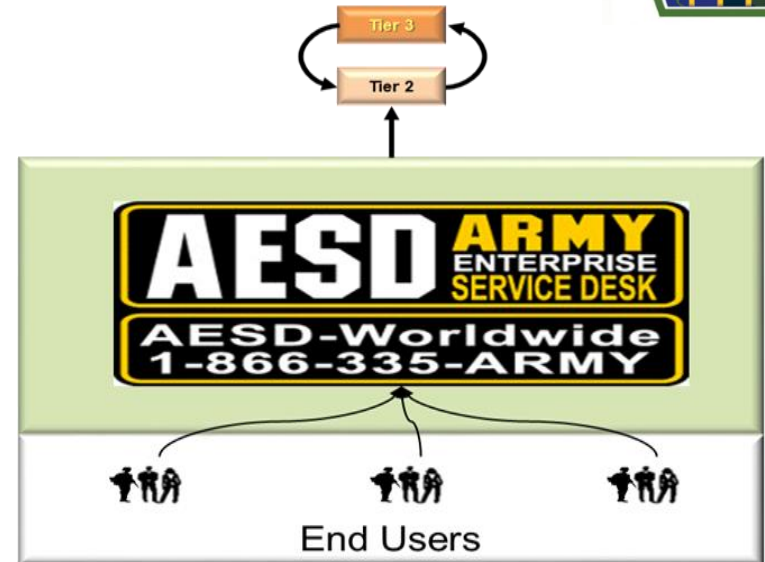 Tier 3
Tier 2
AESD ARMY
ENTERPRISE
SERVICE DESK
AESD-Worldwide
1-866-335-ARMY
End Users